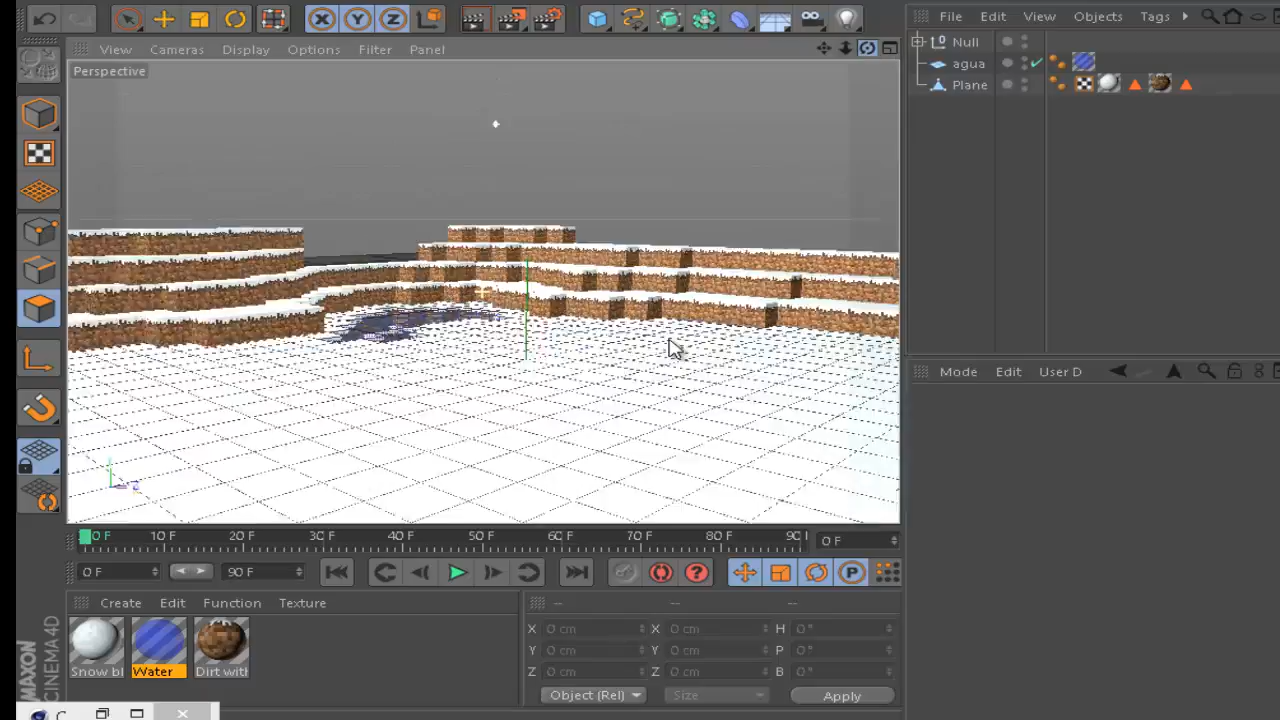 File Edit View Objects Tags
View Cameras Display Options Filter Panel
Perspective
Null
agua
Plane
Mode Edit User D
0 F 10 F 20 F 30 F 40 F 50 F 60 F 70 F 80 F 90 0 F
0 F 90 F
Create Edit Function Texture
-- -- --
X 0 cm X 0 cm H 0°
Y 0 cm Y 0 cm P 0°
Z 0 cm Z 0 cm B 0°
Snow bl Water Dirt with
Object (Rel) Size Apply
MAXON
CINEMA 4D